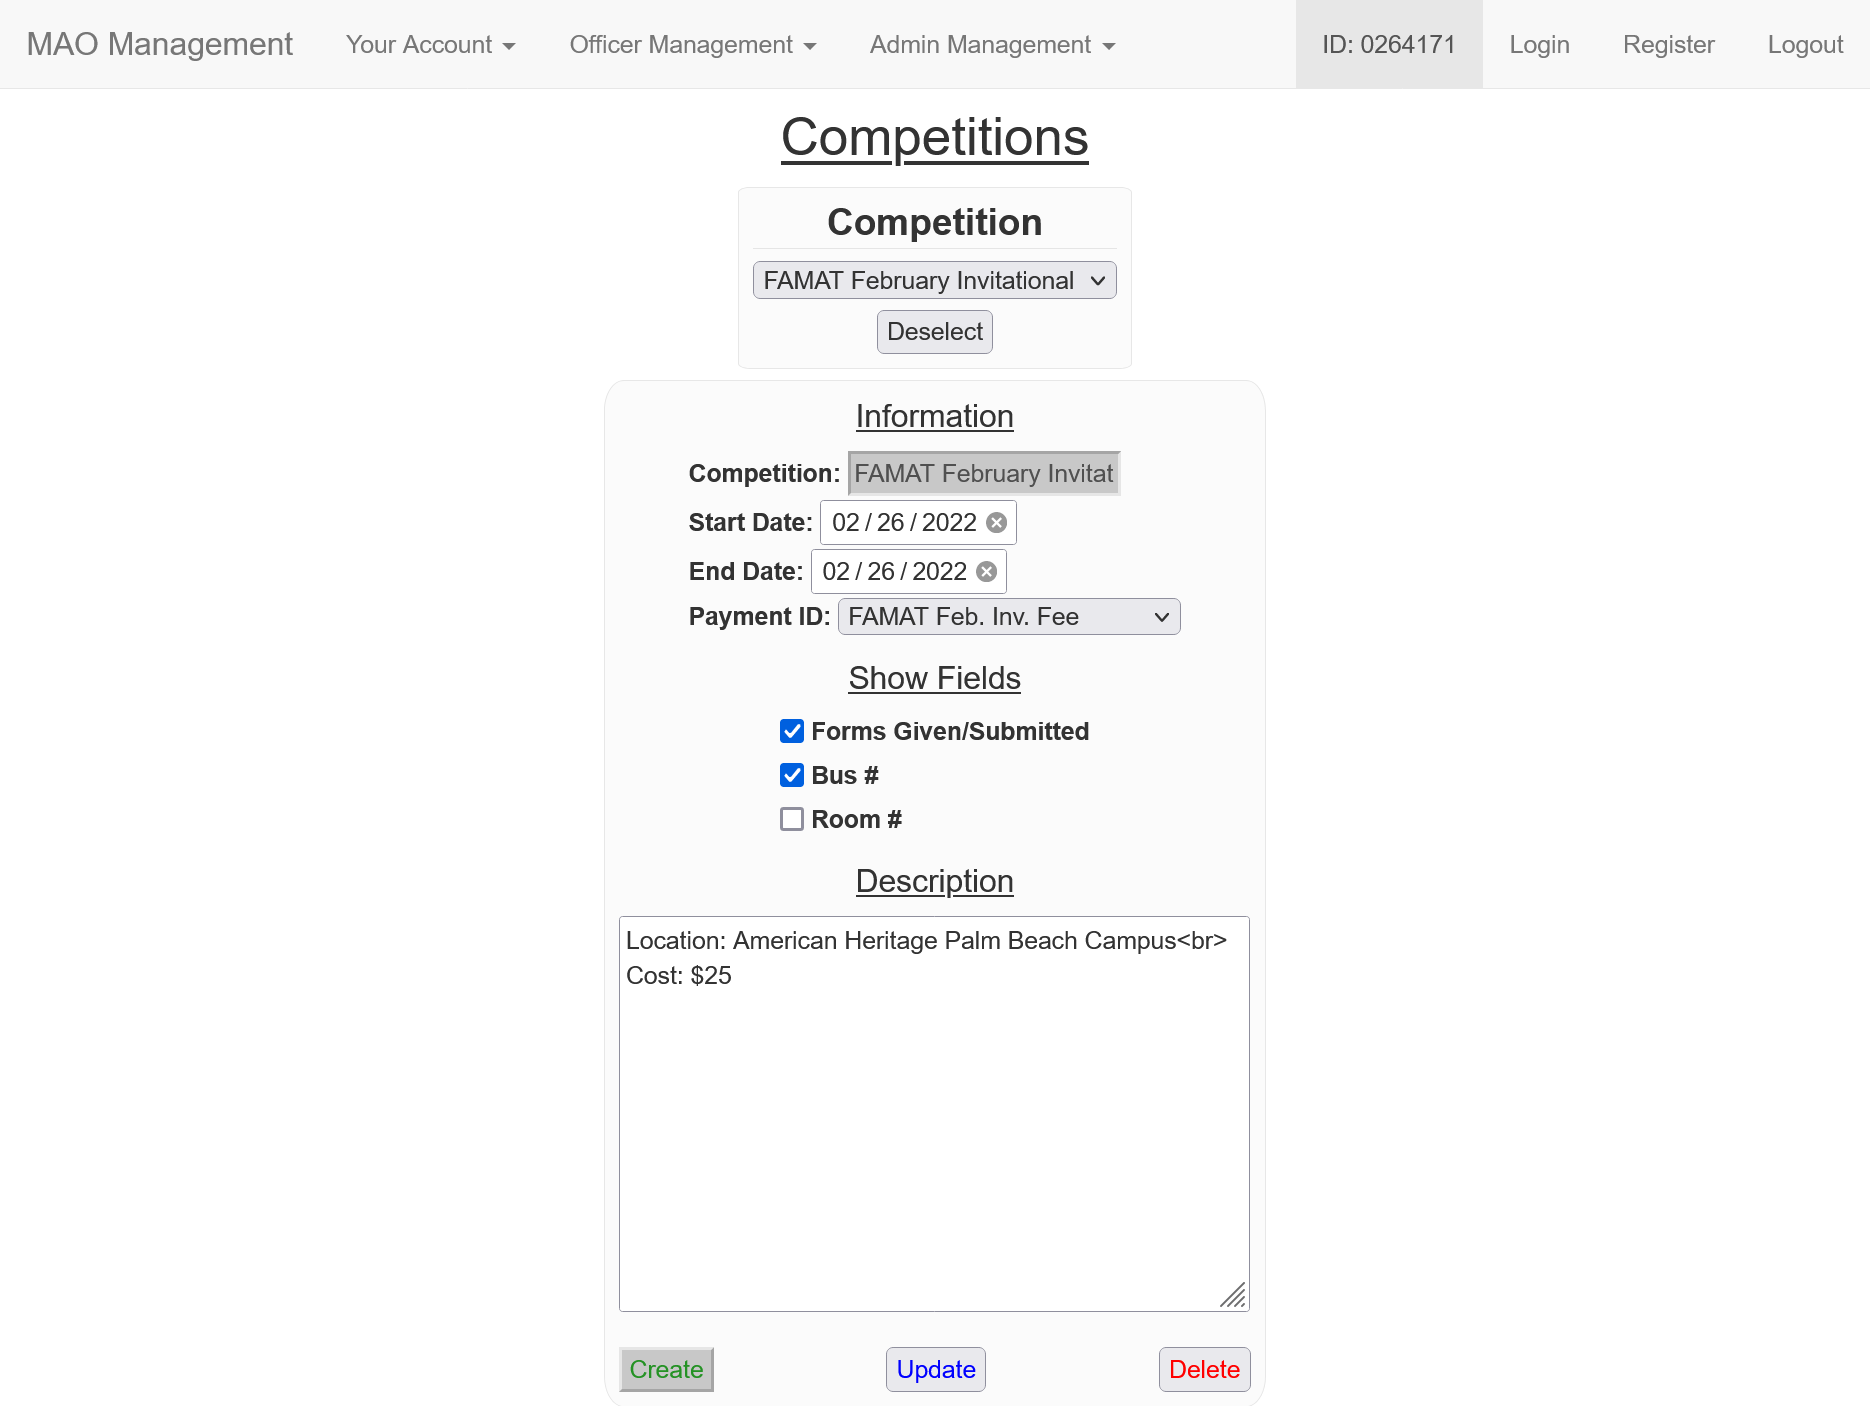 MAO Management Your Account Officer Management Admin Management ID: 0264171 Login Register Logout
Competitions
Competition
FAMAT February Invitational
Deselect
Information
Competition: FAMAT February Invitat
Start Date: 02 / 26 / 2022
End Date: 02 / 26 / 2022
Payment ID: FAMAT Feb. Inv. Fee
Show Fields
Forms Given/Submitted
Bus #
Room #
Description
Location: American Heritage Palm Beach Campus<br>
Cost: $25
Create Update Delete